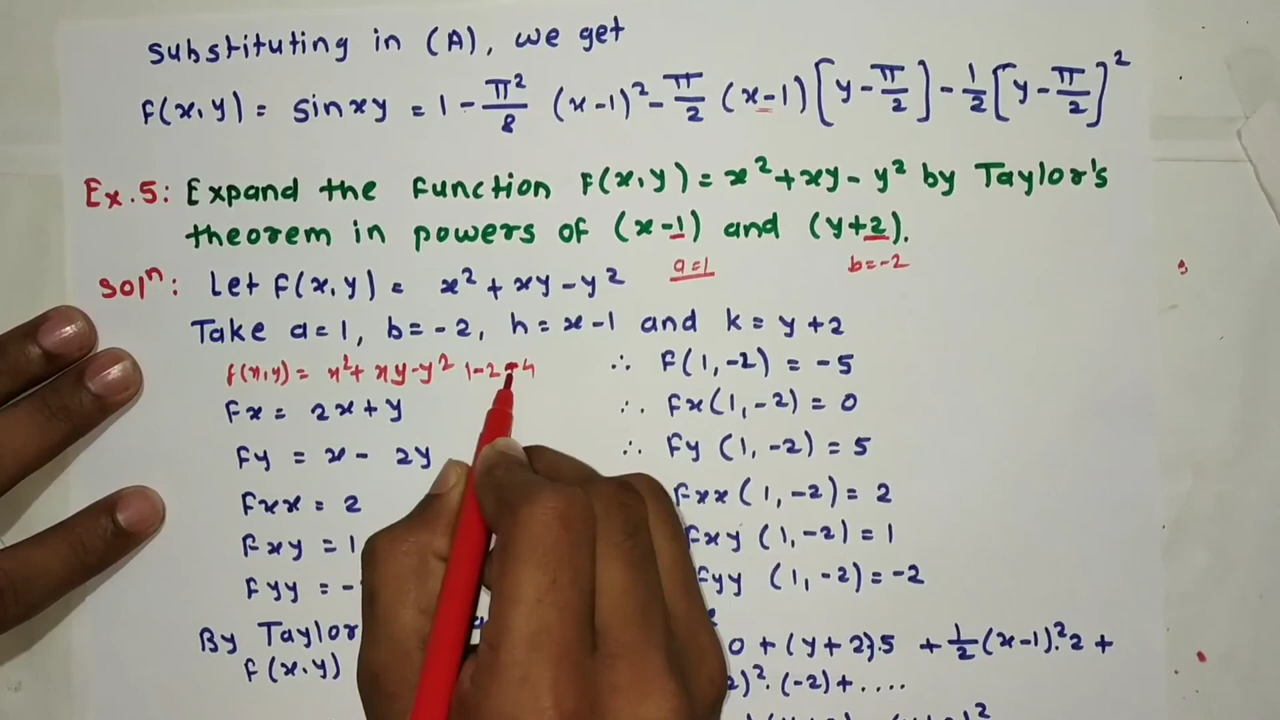 Substituting in (A), we get
f(x,y) = sinxy = 1 - π²/8 (x-1)² - π/2 (x-1) [y - π/2] - 1/2 [y - π/2]²
Ex.5: Expand the function f(x,y) = x² + xy - y² by Taylor's
theorem in powers of (x-1) and (y+2).
a=1 b=-2
Solⁿ: Let f(x,y) = x² + xy - y²
Take a=1, b=-2, h=x-1 and k=y+2
f(x,y) = x² + xy - y² 1-2-4 ∴ f(1,-2) = -5
fx = 2x+y ∴ fx(1,-2) = 0
fy = x - 2y ∴ fy (1,-2) = 5
fxx = 2 fxx(1,-2) = 2
fxy = 1 fxy (1,-2) = 1
fyy = - fyy (1,-2) = -2
By Taylor
f(x,y) 0 + (y+2).5 + 1/2 (x-1)².2 +
)².(-2)+....